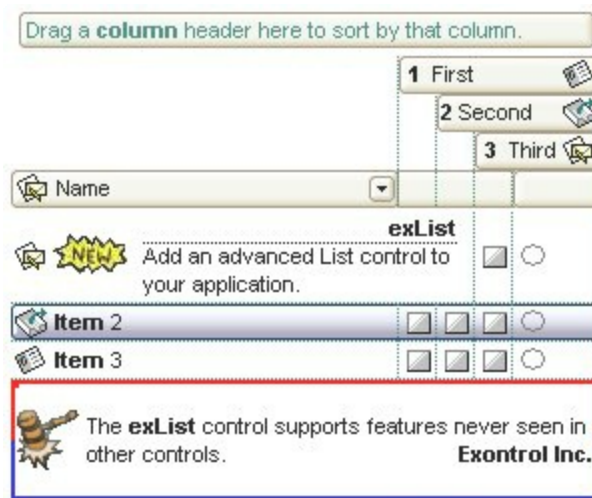 Drag a column header here to sort by that column.
1 First
2 Second
3 Third
Name
NEW
exList
Add an advanced List control to
your application.
Item 2
Item 3
The exList control supports features never seen in
other controls. Exontrol Inc.